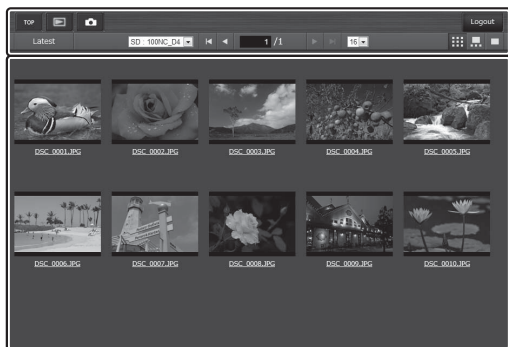 TOP Logout
Latest SD : 100NC_D4 1 /1 16
DSC_0001.JPG DSC_0002.JPG DSC_0003.JPG DSC_0004.JPG DSC_0005.JPG
DSC_0006.JPG DSC_0007.JPG DSC_0008.JPG DSC_0009.JPG DSC_0010.JPG